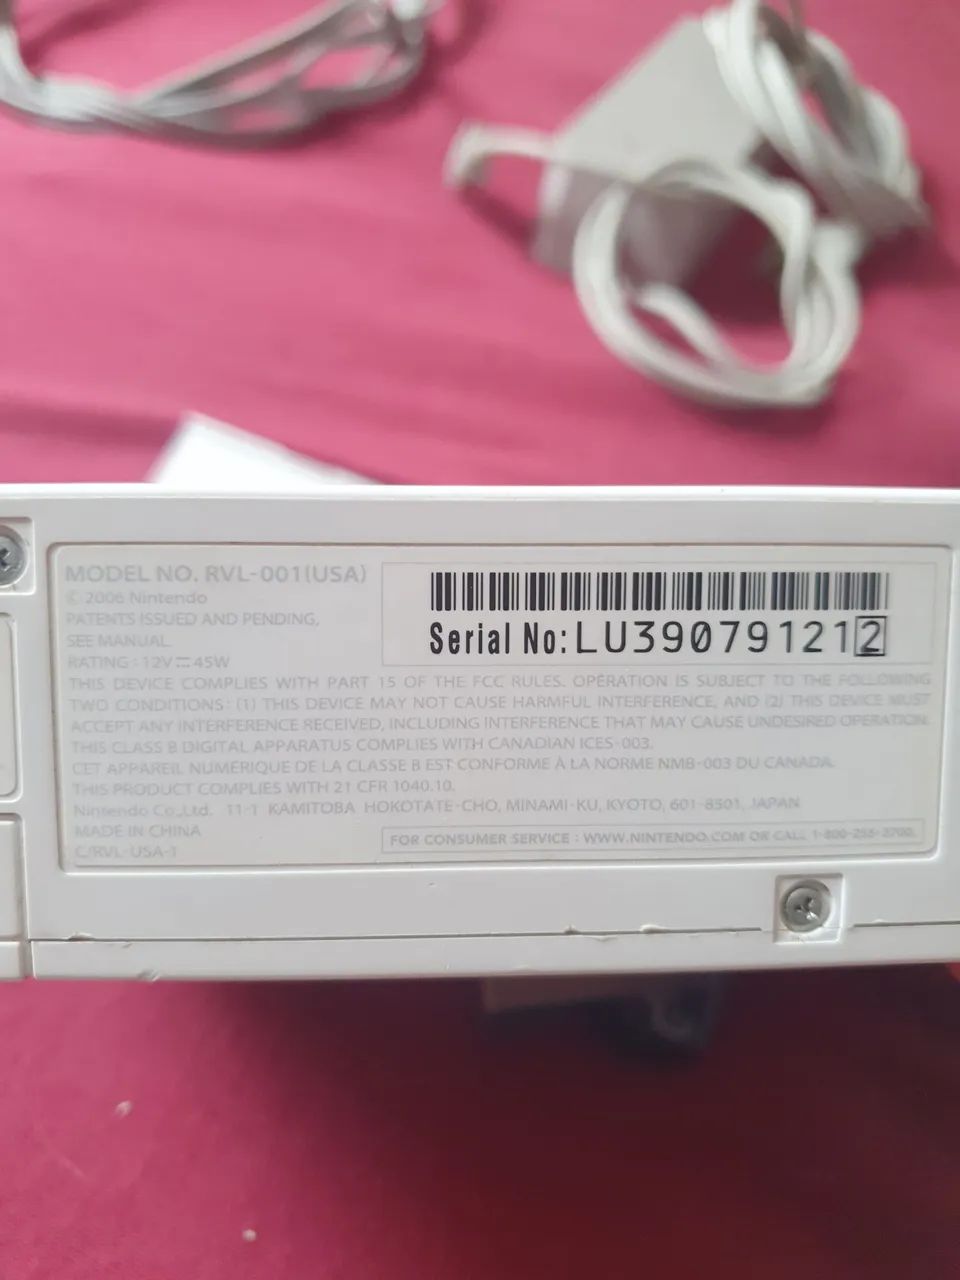 MODEL NO. RVL-001(USA)
© 2006 Nintendo
PATENTS ISSUED AND PENDING,
SEE MANUAL.
RATING : 12V⎓45W
Serial No:LU390791212
THIS DEVICE COMPLIES WITH PART 15 OF THE FCC RULES. OPERATION IS SUBJECT TO THE FOLLOWING
TWO CONDITIONS : (1) THIS DEVICE MAY NOT CAUSE HARMFUL INTERFERENCE, AND (2) THIS DEVICE MUST
ACCEPT ANY INTERFERENCE RECEIVED, INCLUDING INTERFERENCE THAT MAY CAUSE UNDESIRED OPERATION.
THIS CLASS B DIGITAL APPARATUS COMPLIES WITH CANADIAN ICES-003.
CET APPAREIL NUMERIQUE DE LA CLASSE B EST CONFORME À LA NORME NMB-003 DU CANADA.
THIS PRODUCT COMPLIES WITH 21 CFR 1040.10.
Nintendo Co.,Ltd. 11-1 KAMITOBA HOKOTATE-CHO, MINAMI-KU, KYOTO, 601-8501, JAPAN
MADE IN CHINA
C/RVL-USA-1
FOR CONSUMER SERVICE : WWW.NINTENDO.COM OR CALL 1-800-255-3700.